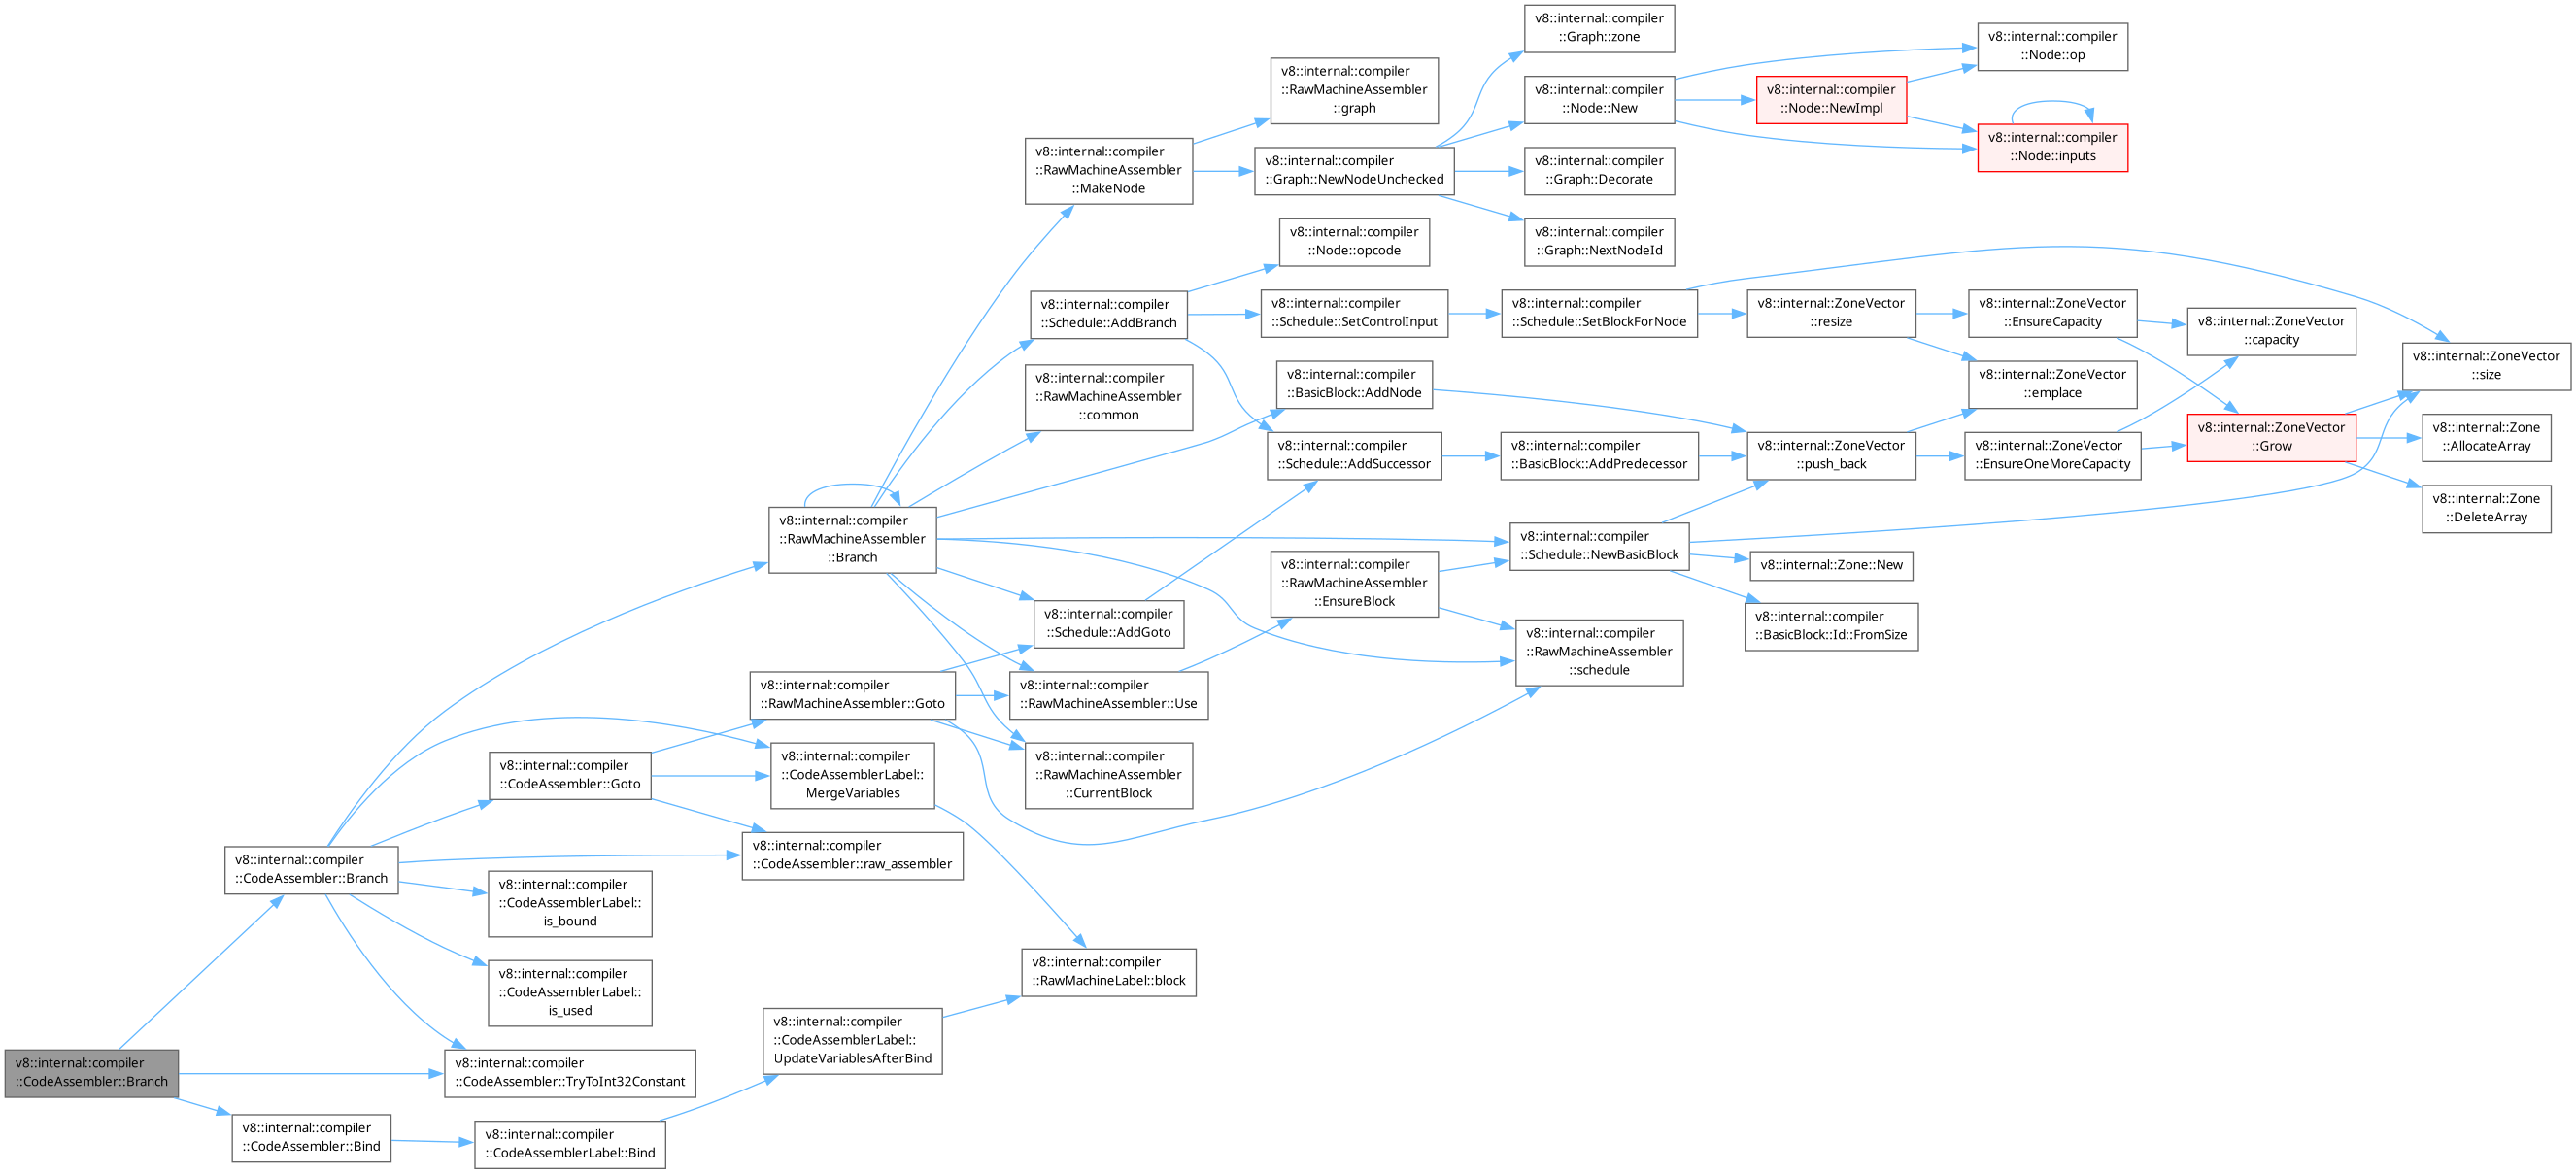 v8::internal::compiler
::CodeAssembler::Branch
v8::internal::compiler
::CodeAssembler::Branch
v8::internal::compiler
::CodeAssembler::Bind
v8::internal::compiler
::CodeAssembler::Goto
v8::internal::compiler
::CodeAssemblerLabel::
is_bound
v8::internal::compiler
::CodeAssemblerLabel::
is_used
v8::internal::compiler
::CodeAssembler::TryToInt32Constant
v8::internal::compiler
::CodeAssemblerLabel::Bind
v8::internal::compiler
::RawMachineAssembler
::Branch
v8::internal::compiler
::RawMachineAssembler::Goto
v8::internal::compiler
::CodeAssemblerLabel::
MergeVariables
v8::internal::compiler
::CodeAssembler::raw_assembler
v8::internal::compiler
::CodeAssemblerLabel::
UpdateVariablesAfterBind
v8::internal::compiler
::RawMachineAssembler
::MakeNode
v8::internal::compiler
::Schedule::AddBranch
v8::internal::compiler
::RawMachineAssembler
::common
v8::internal::compiler
::Schedule::AddGoto
v8::internal::compiler
::RawMachineAssembler::Use
v8::internal::compiler
::RawMachineAssembler
::CurrentBlock
v8::internal::compiler
::RawMachineLabel::block
v8::internal::compiler
::RawMachineAssembler
::graph
v8::internal::compiler
::Graph::NewNodeUnchecked
v8::internal::compiler
::Node::opcode
v8::internal::compiler
::Schedule::SetControlInput
v8::internal::compiler
::BasicBlock::AddNode
v8::internal::compiler
::Schedule::AddSuccessor
v8::internal::compiler
::RawMachineAssembler
::EnsureBlock
v8::internal::compiler
::Graph::zone
v8::internal::compiler
::Node::New
v8::internal::compiler
::Graph::Decorate
v8::internal::compiler
::Graph::NextNodeId
v8::internal::compiler
::Schedule::SetBlockForNode
v8::internal::compiler
::BasicBlock::AddPredecessor
v8::internal::compiler
::Schedule::NewBasicBlock
v8::internal::compiler
::RawMachineAssembler
::schedule
v8::internal::compiler
::Node::NewImpl
v8::internal::ZoneVector
::resize
v8::internal::ZoneVector
::push_back
v8::internal::Zone::New
v8::internal::compiler
::BasicBlock::Id::FromSize
v8::internal::compiler
::Node::op
v8::internal::compiler
::Node::inputs
v8::internal::ZoneVector
::EnsureCapacity
v8::internal::ZoneVector
::emplace
v8::internal::ZoneVector
::EnsureOneMoreCapacity
v8::internal::ZoneVector
::capacity
v8::internal::ZoneVector
::Grow
v8::internal::ZoneVector
::size
v8::internal::Zone
::AllocateArray
v8::internal::Zone
::DeleteArray